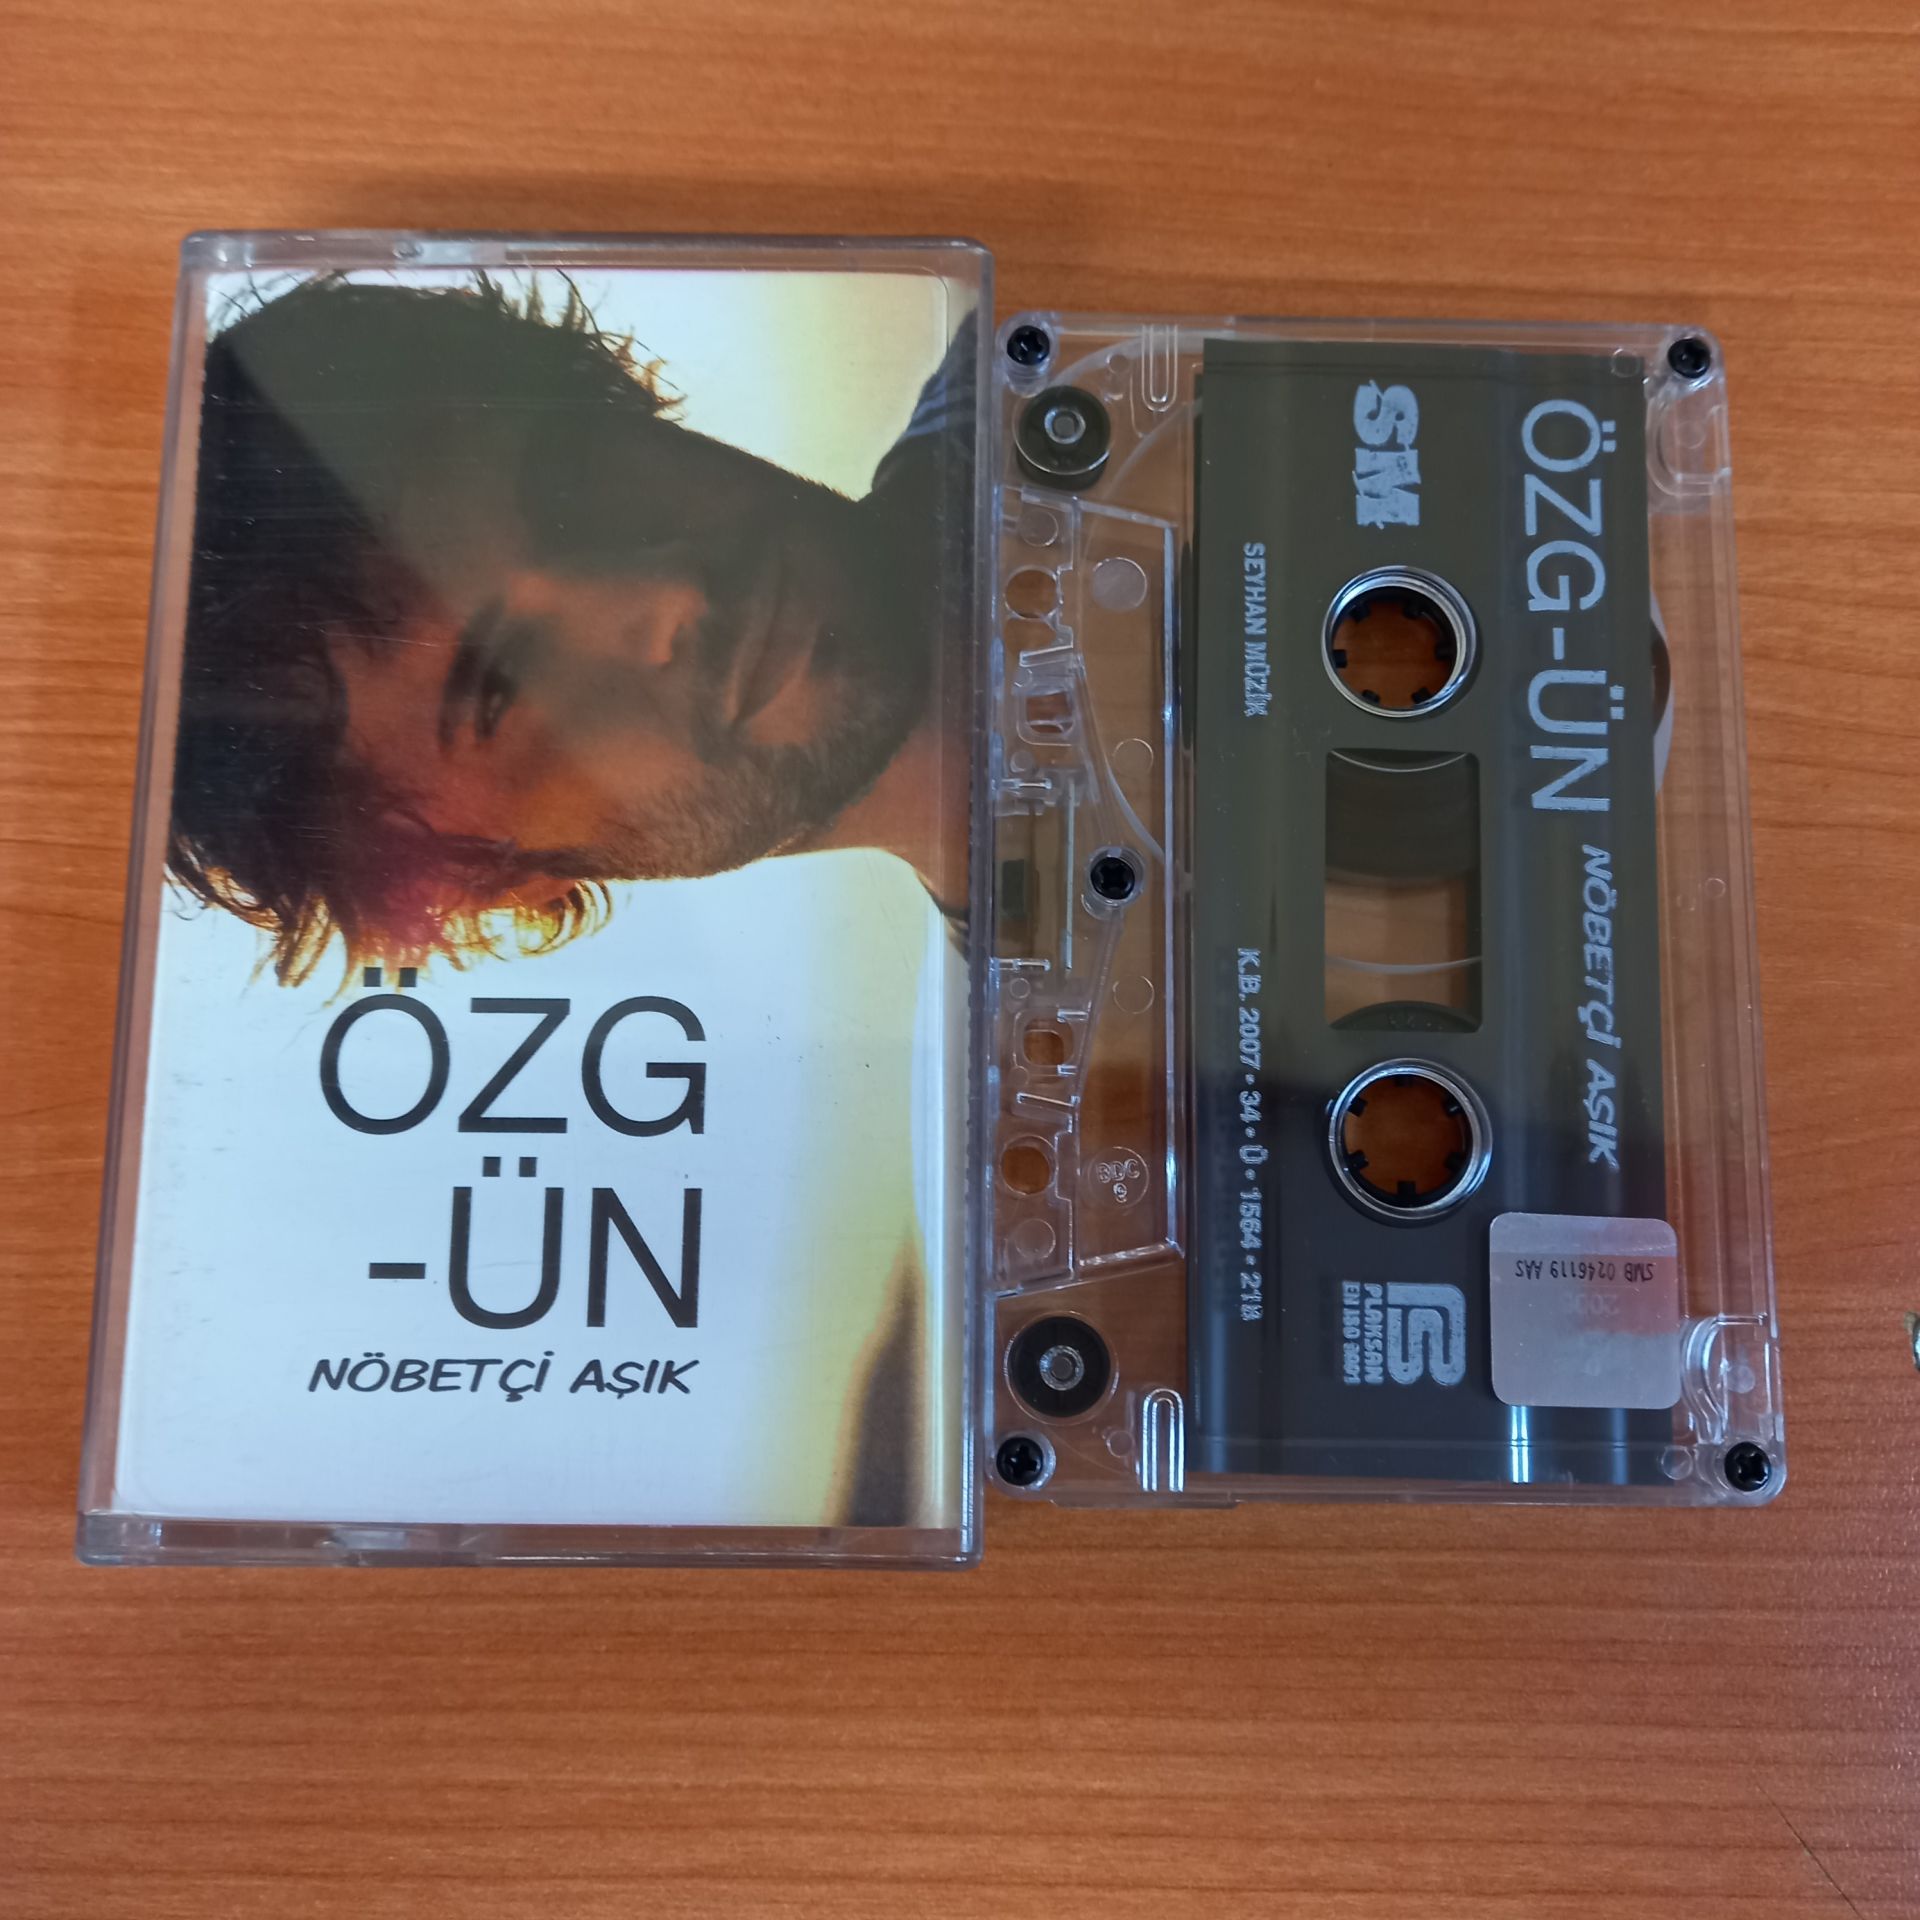 ÖZG
-ÜN
NÖBETÇİ AŞIK
ÖZG-ÜN NÖBETÇİ AŞIK
SM
SEYHAN MÜZİK
K.B. 2007 • 34 • Ü • 1564 • 218
PLAKSAN
EN ISO 9001
SMB 0246119 AAS